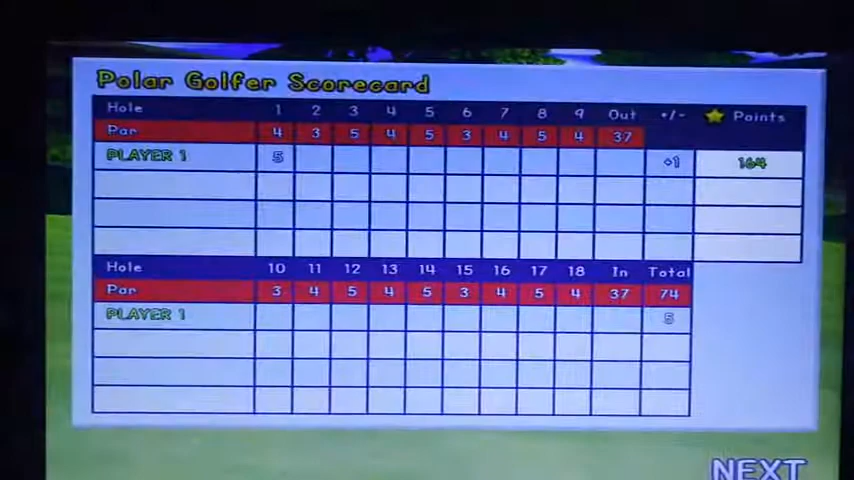 Polar Golfer Scorecard
Hole 1 2 3 4 5 6 7 8 9 Out +/- Points
Par 4 3 5 4 5 3 4 5 4 37
PLAYER 1 5 +1 164
Hole 10 11 12 13 14 15 16 17 18 In Total
Par 3 4 5 4 5 3 4 5 4 37 74
PLAYER 1 5
NEXT